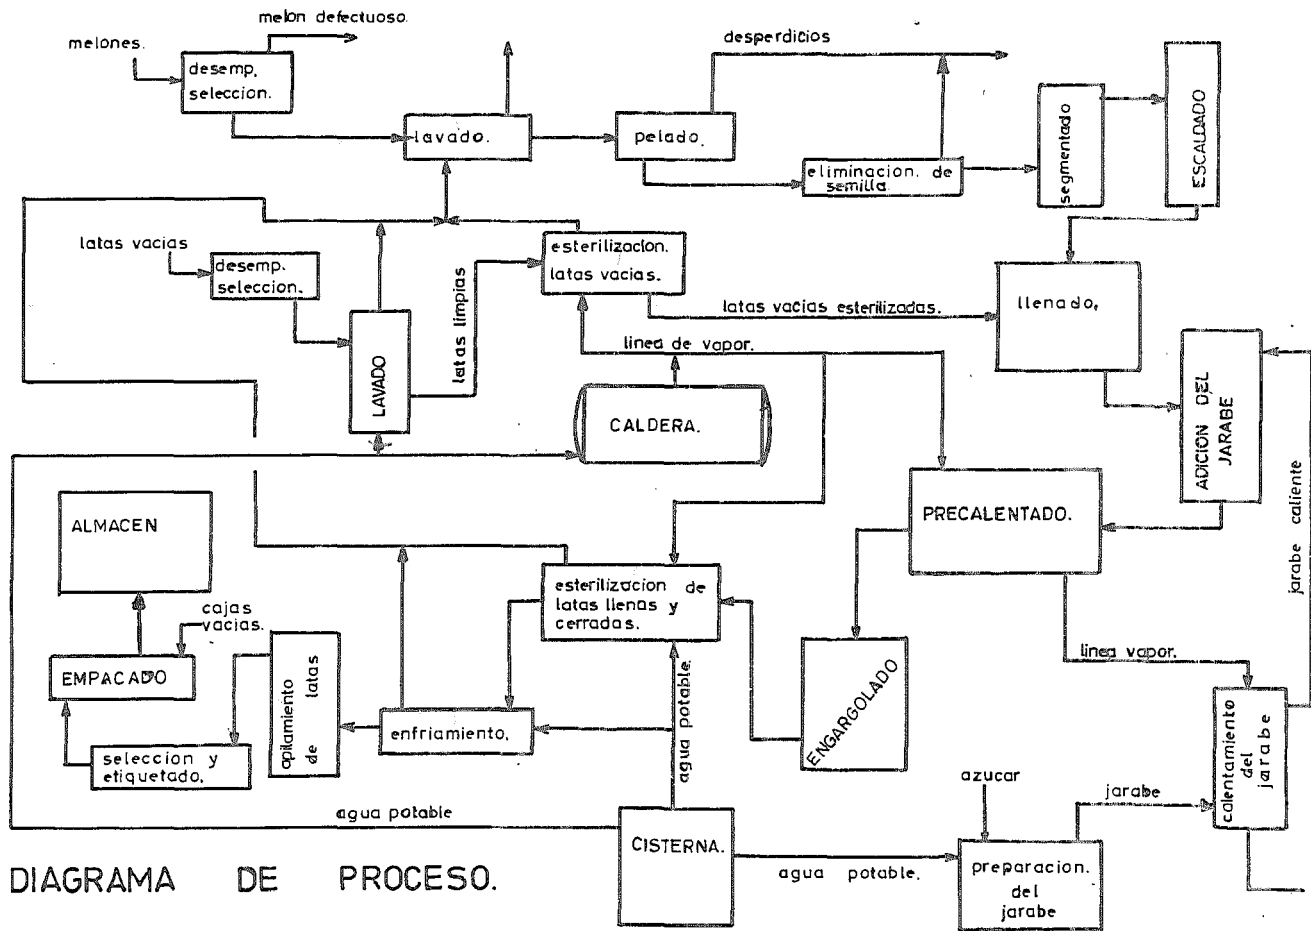 melon defectuoso.
melones.
desemp.
seleccion.
lavado.
pelado.
desperdicios
eliminacion. de
semilla.
segmentado
ESCALDADO
latas vacias
desemp.
seleccion.
LAVADO
latas limpias
esterilizacion.
latas vacias.
latas vacias esterilizadas.
llenado.
linea de vapor.
CALDERA.
ADICION DEL
JARABE
jarabe caliente
PRECALENTADO.
ALMACEN
cajas
vacias.
EMPACADO
seleccion y
etiquetado.
apilamiento
de latas
enfriamiento.
esterilizacion de
latas llenas y
cerradas.
agua potable.
ENGARGOLADO
linea vapor.
calentamiento
del
jarabe
azucar
jarabe
agua potable
CISTERNA.
agua potable.
preparacion.
del
jarabe
DIAGRAMA DE PROCESO.